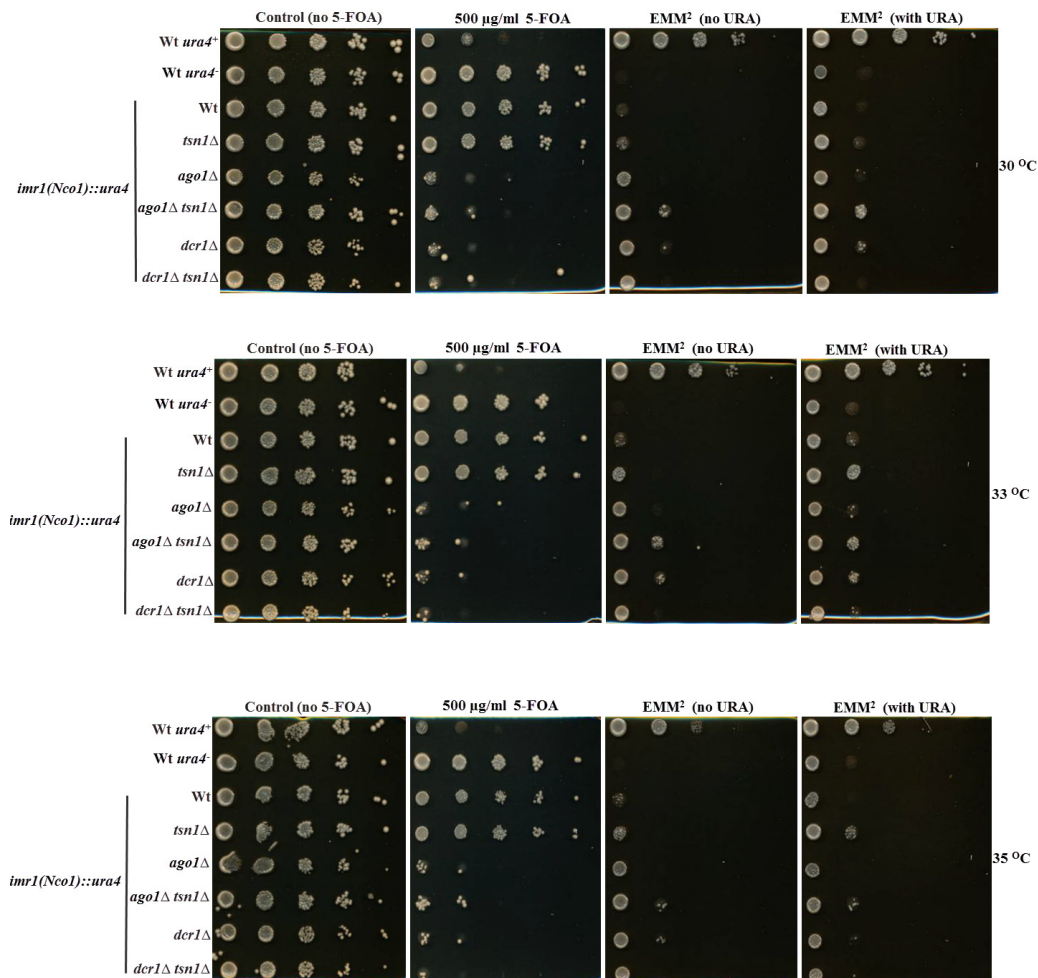 Control (no 5-FOA) 500 µg/ml 5-FOA EMM² (no URA) EMM² (with URA)
Wt ura4⁺
Wt ura4⁻
Wt
tsn1Δ
ago1Δ
imr1(Nco1)::ura4
ago1Δ tsn1Δ
dcr1Δ
dcr1Δ tsn1Δ
30 ᴼC
Control (no 5-FOA) 500 µg/ml 5-FOA EMM² (no URA) EMM² (with URA)
Wt ura4⁺
Wt ura4⁻
Wt
tsn1Δ
ago1Δ
imr1(Nco1)::ura4
ago1Δ tsn1Δ
dcr1Δ
dcr1Δ tsn1Δ
33 ᴼC
Control (no 5-FOA) 500 µg/ml 5-FOA EMM² (no URA) EMM² (with URA)
Wt ura4⁺
Wt ura4⁻
Wt
tsn1Δ
ago1Δ
imr1(Nco1)::ura4
ago1Δ tsn1Δ
dcr1Δ
dcr1Δ tsn1Δ
35 ᴼC